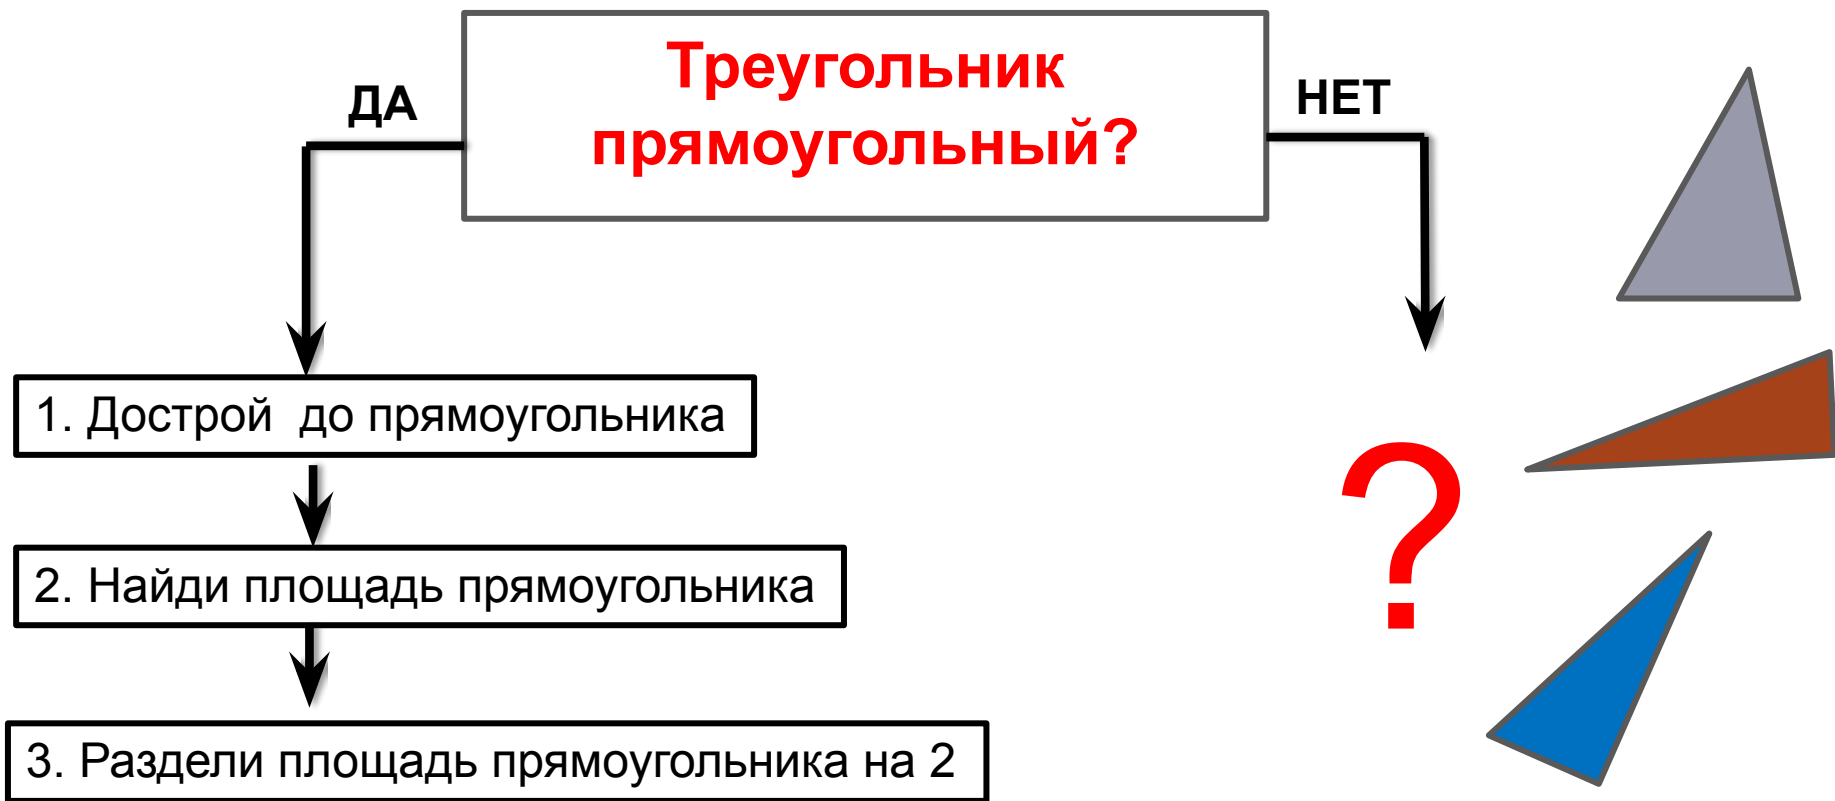 Треугольник
прямоугольный?
ДА
НЕТ
1. Дострой до прямоугольника
2. Найди площадь прямоугольника
3. Раздели площадь прямоугольника на 2
?